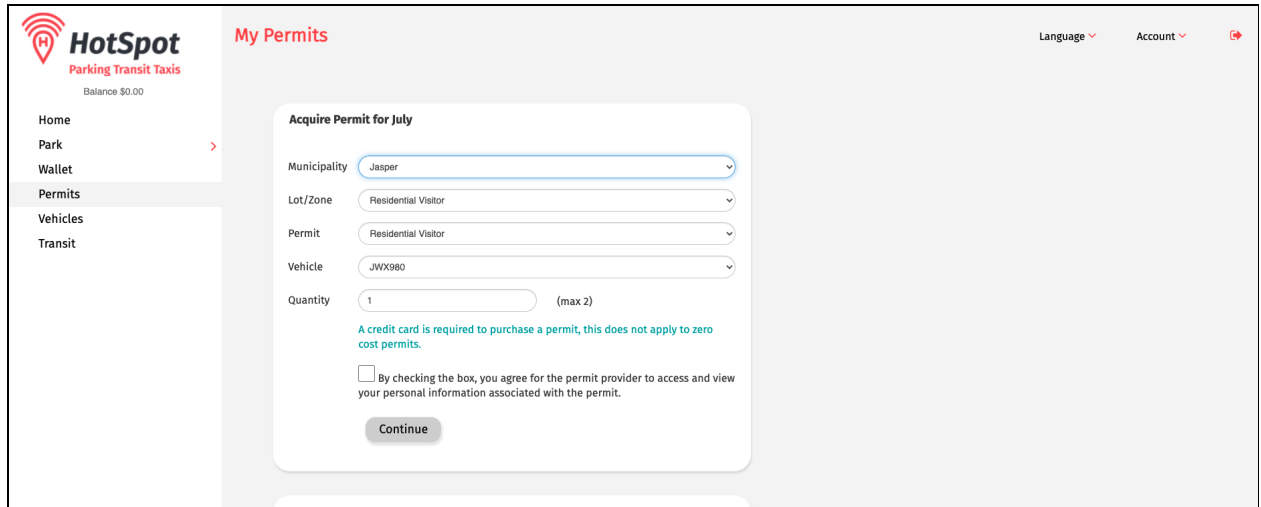 H
HotSpot
Parking Transit Taxis
Balance $0.00
Home
Park
Wallet
Permits
Vehicles
Transit
My Permits
Language
Account
Acquire Permit for July
Municipality Jasper
Lot/Zone Residential Visitor
Permit Residential Visitor
Vehicle JWX980
Quantity 1 (max 2)
A credit card is required to purchase a permit, this does not apply to zero
cost permits.
By checking the box, you agree for the permit provider to access and view
your personal information associated with the permit.
Continue